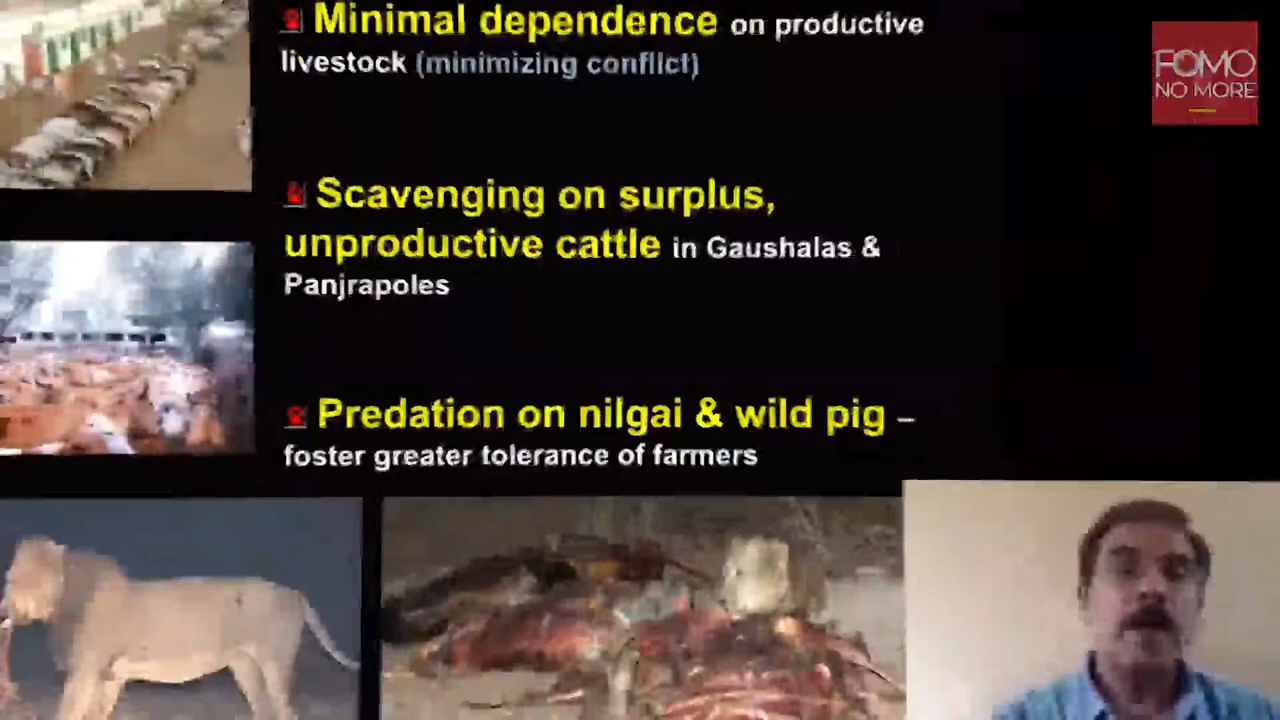 Minimal dependence on productive
livestock (minimizing conflict)
Scavenging on surplus,
unproductive cattle in Gaushalas &
Panjrapoles
Predation on nilgai & wild pig –
foster greater tolerance of farmers
FOMO
NO MORE